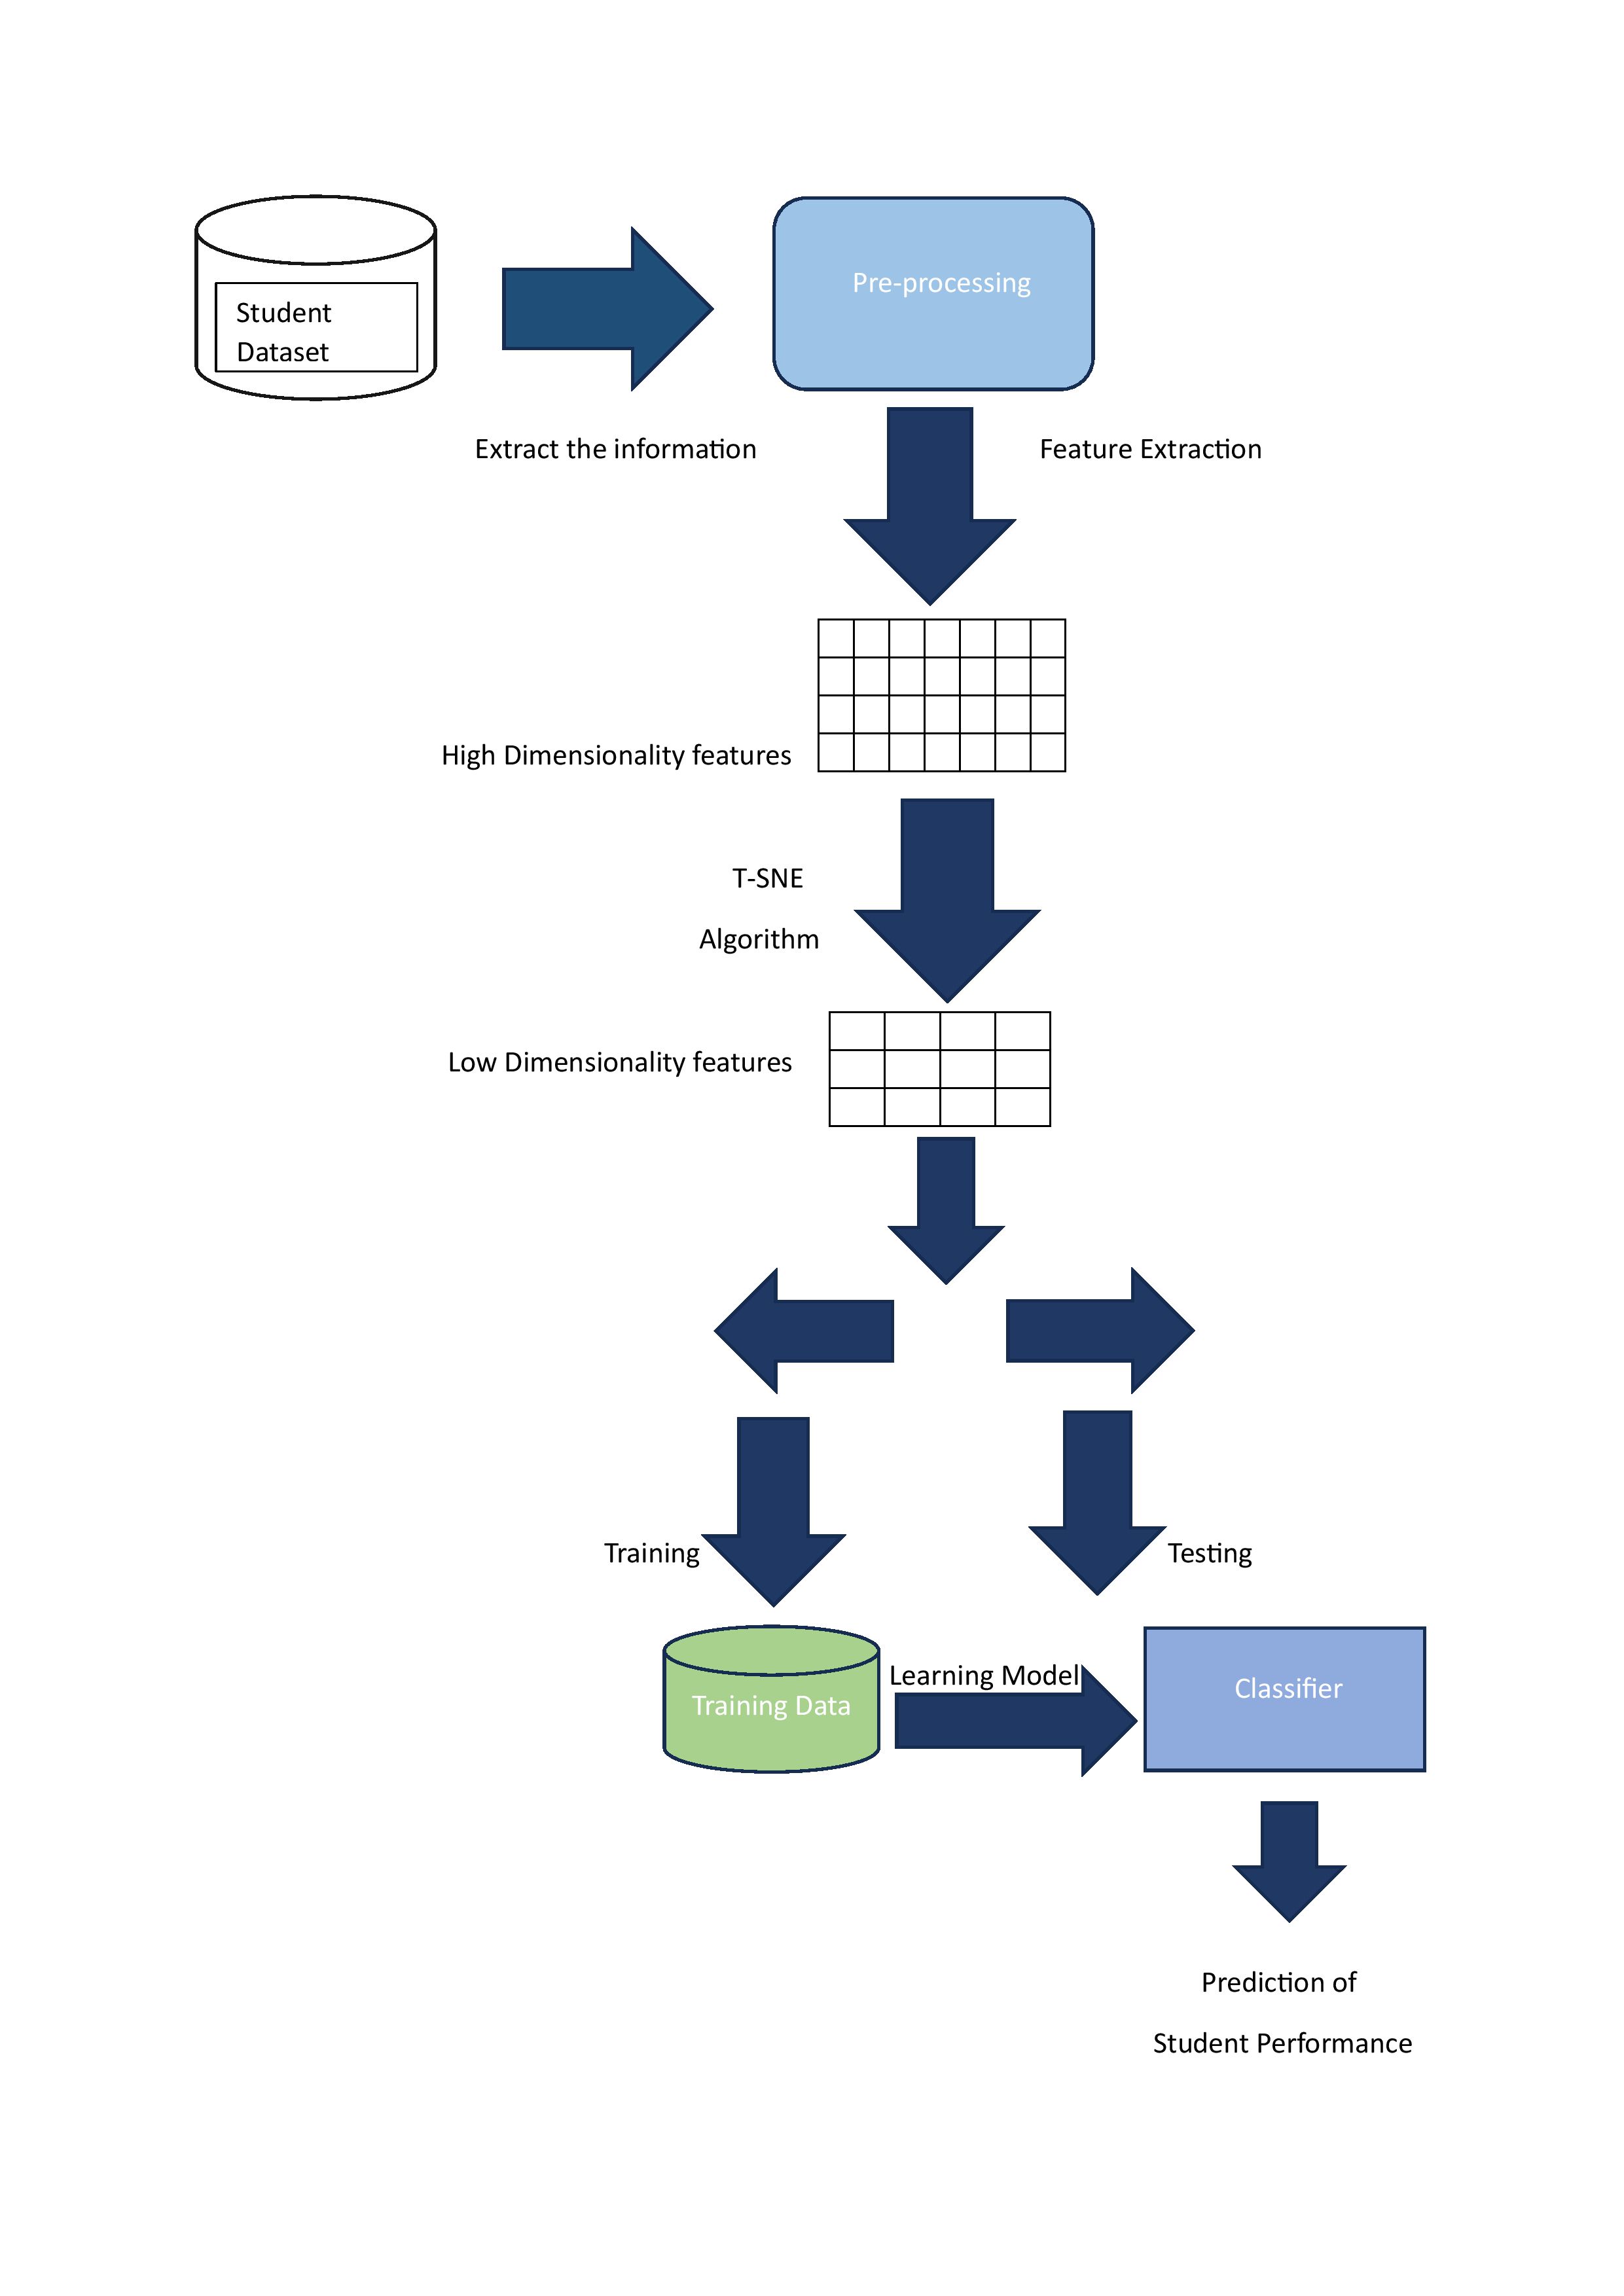 Student
Dataset
Pre-processing
Extract the information
Feature Extraction
High Dimensionality features
T-SNE
Algorithm
Low Dimensionality features
Training
Testing
Training Data
Learning Model
Classifier
Prediction of
Student Performance